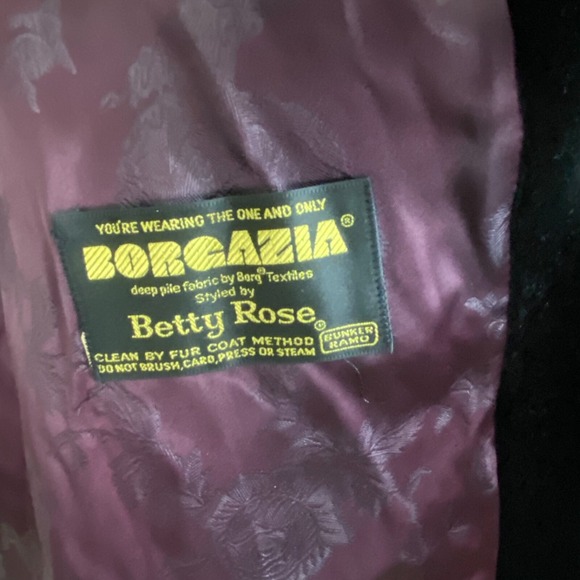 YOU'RE WEARING THE ONE AND ONLY
BORGAZIA®
deep pile fabric by Borg® Textiles
Styled by
Betty Rose®
CLEAN BY FUR COAT METHOD
DO NOT BRUSH, CARD, PRESS OR STEAM
BUNKER
RAMO